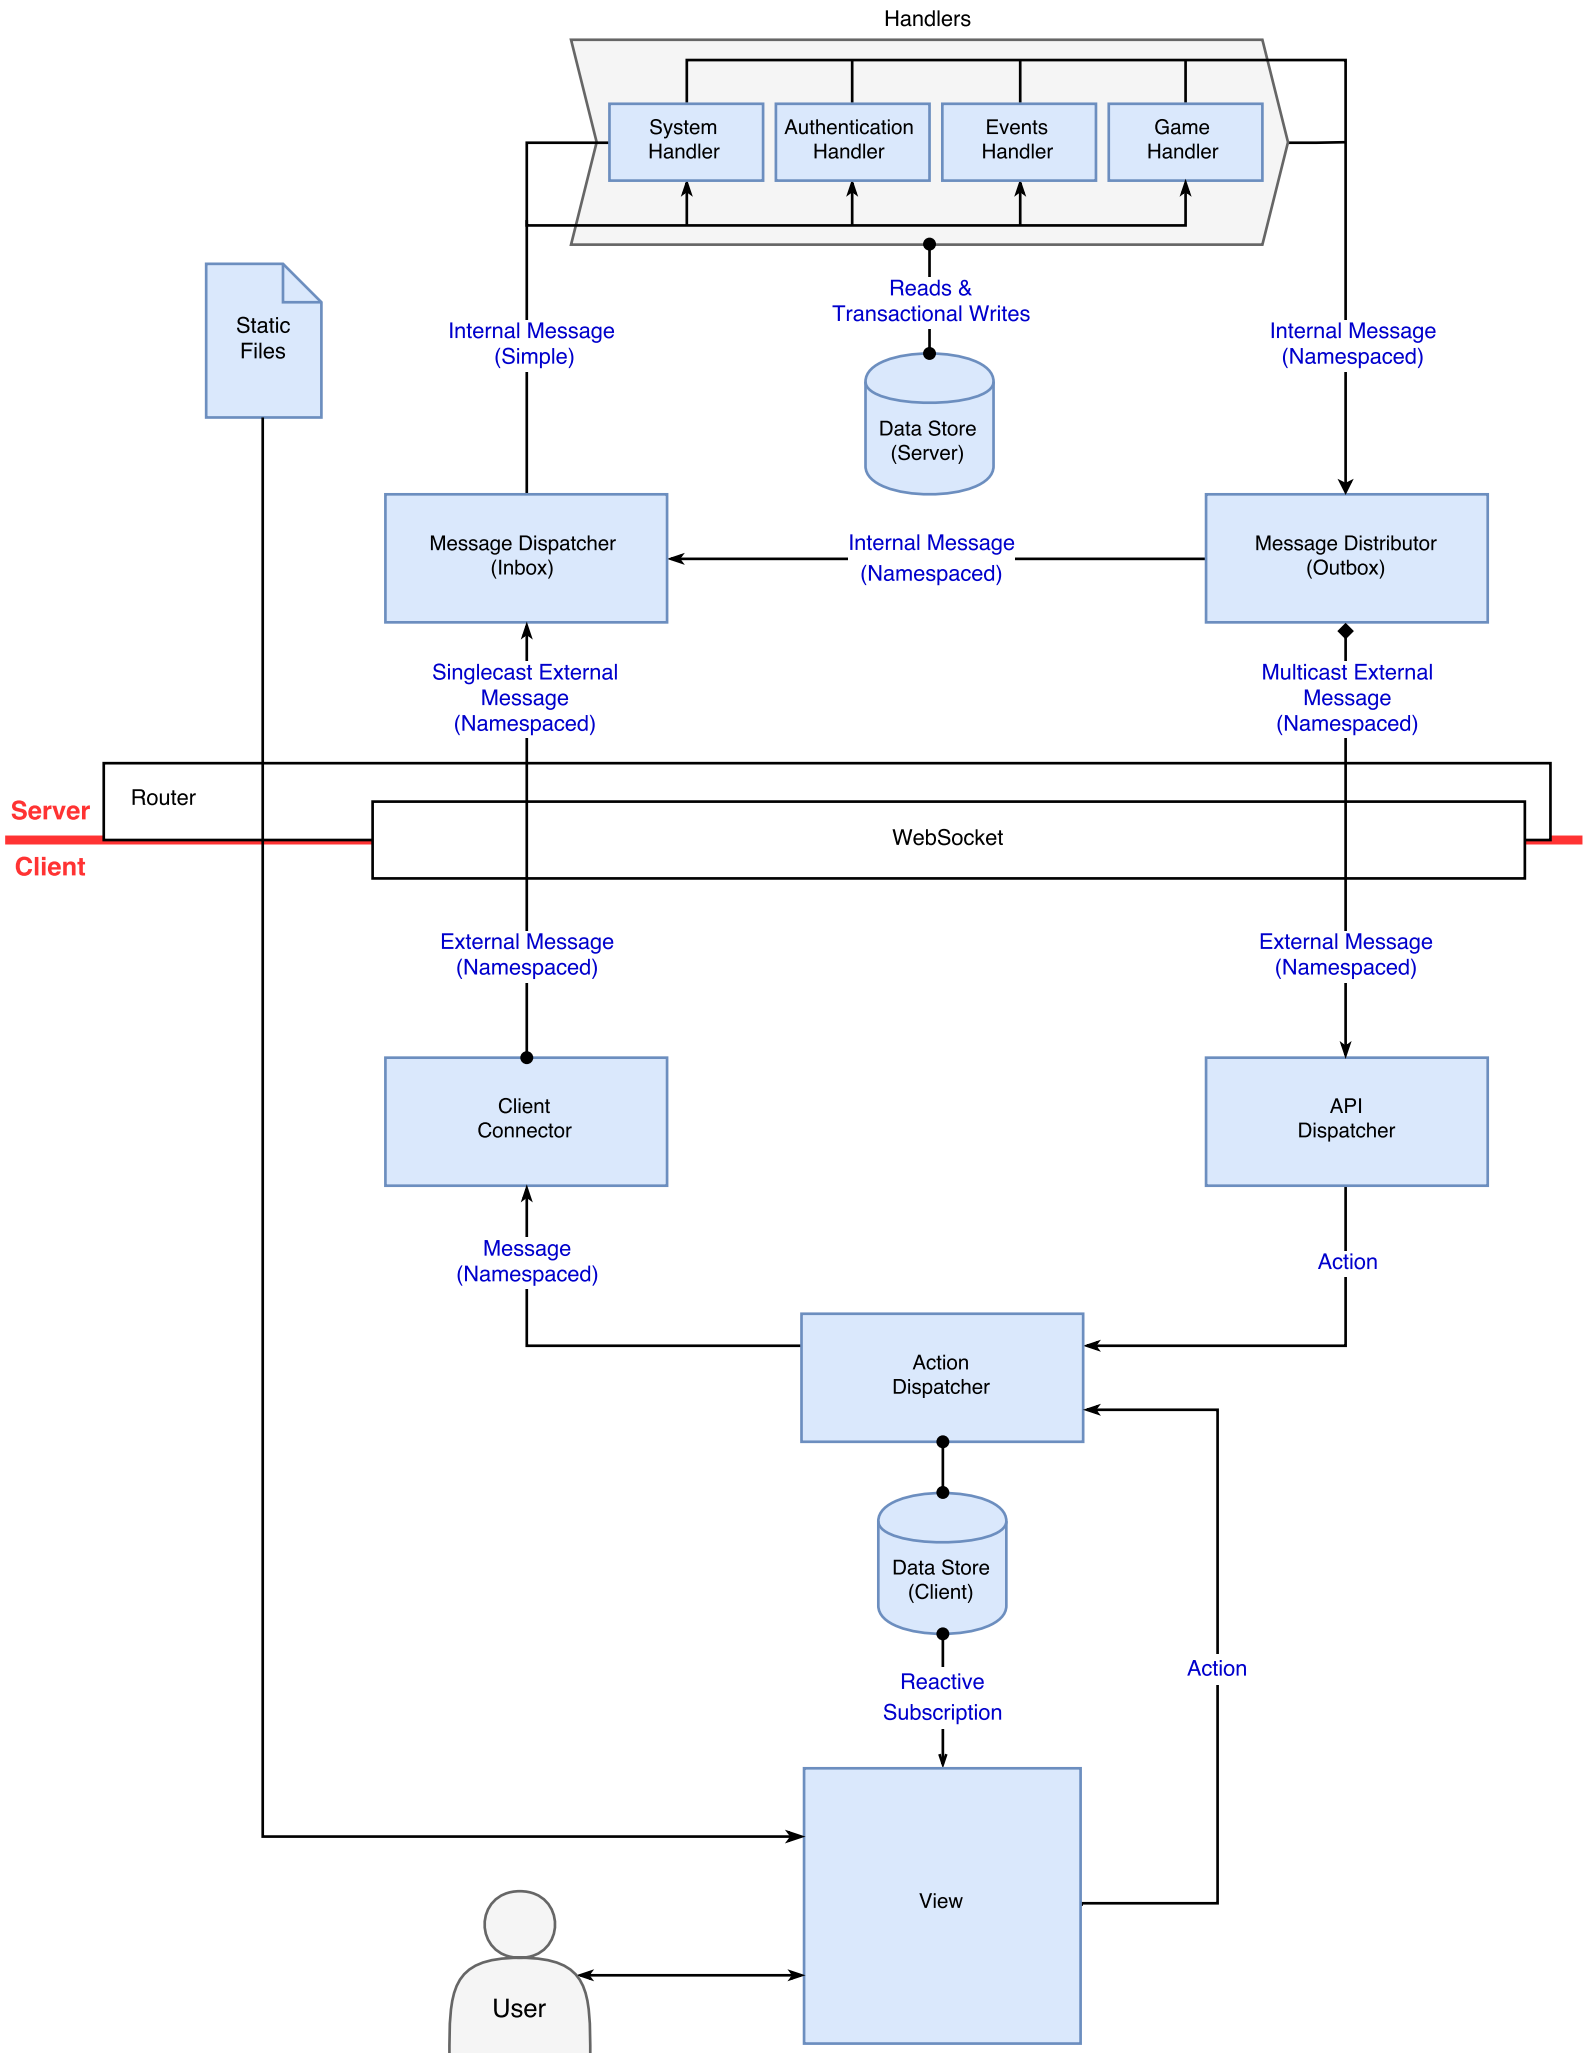 Handlers
System
Handler
Authentication
Handler
Events
Handler
Game
Handler
Reads &
Transactional Writes
Static
Files
Internal Message
(Simple)
Internal Message
(Namespaced)
Data Store
(Server)
Message Dispatcher
(Inbox)
Internal Message
(Namespaced)
Message Distributor
(Outbox)
Singlecast External
Message
(Namespaced)
Multicast External
Message
(Namespaced)
Router
Server
WebSocket
Client
External Message
(Namespaced)
External Message
(Namespaced)
Client
Connector
API
Dispatcher
Message
(Namespaced)
Action
Action
Dispatcher
Data Store
(Client)
Reactive
Subscription
Action
View
User